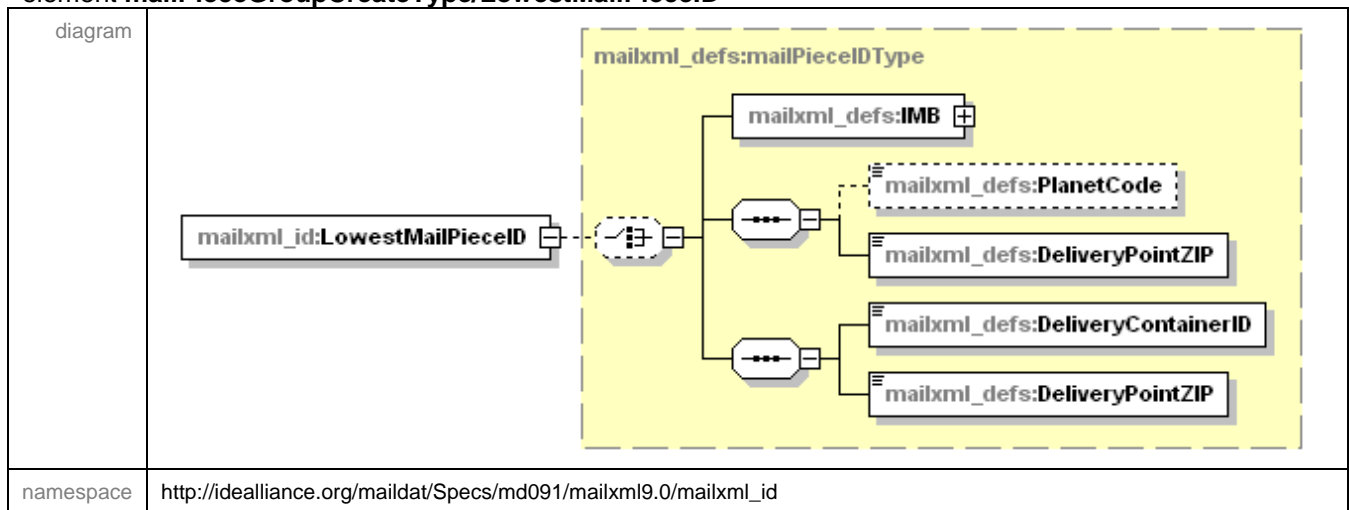 diagram
mailxml_defs:mailPieceIDType
mailxml_defs:IMB
mailxml_defs:PlanetCode
mailxml_id:LowestMailPieceID
mailxml_defs:DeliveryPointZIP
mailxml_defs:DeliveryContainerID
mailxml_defs:DeliveryPointZIP
namespace http://idealliance.org/maildat/Specs/md091/mailxml9.0/mailxml_id